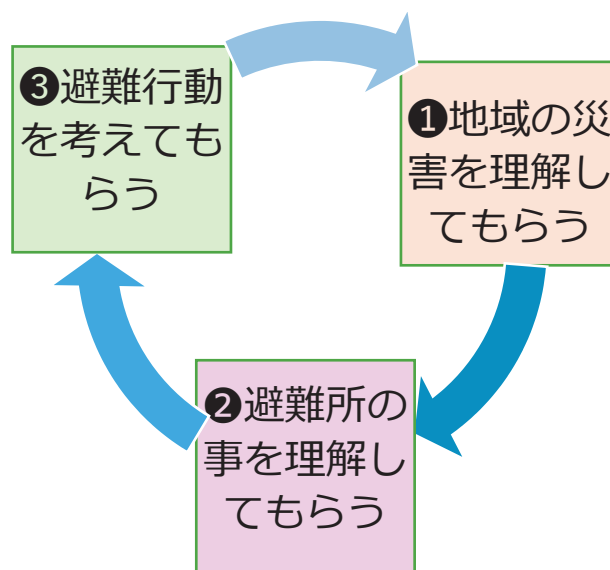 ❶地域の災
害を理解し
てもらう
❷避難所の
事を理解し
てもらう
❸避難行動
を考えても
らう